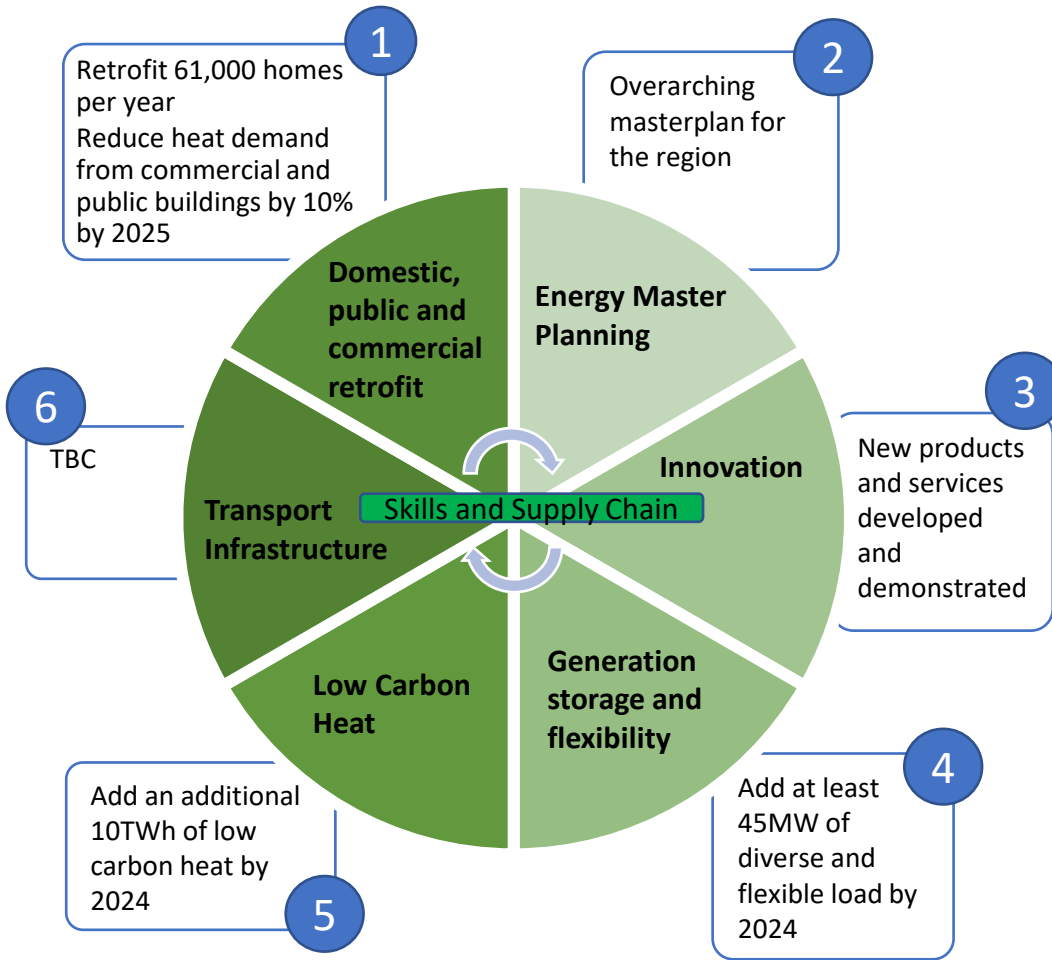 1
Retrofit 61,000 homes
per year
Reduce heat demand
from commercial and
public buildings by 10%
by 2025
2
Overarching
masterplan for
the region
Domestic,
public and
commercial
retrofit
Energy Master
Planning
6
TBC
3
New products
and services
developed
and
demonstrated
Innovation
Transport
Infrastructure
Skills and Supply Chain
Low Carbon
Heat
Generation
storage and
flexibility
Add an additional
10TWh of low
carbon heat by
2024
5
4
Add at least
45MW of
diverse and
flexible load by
2024